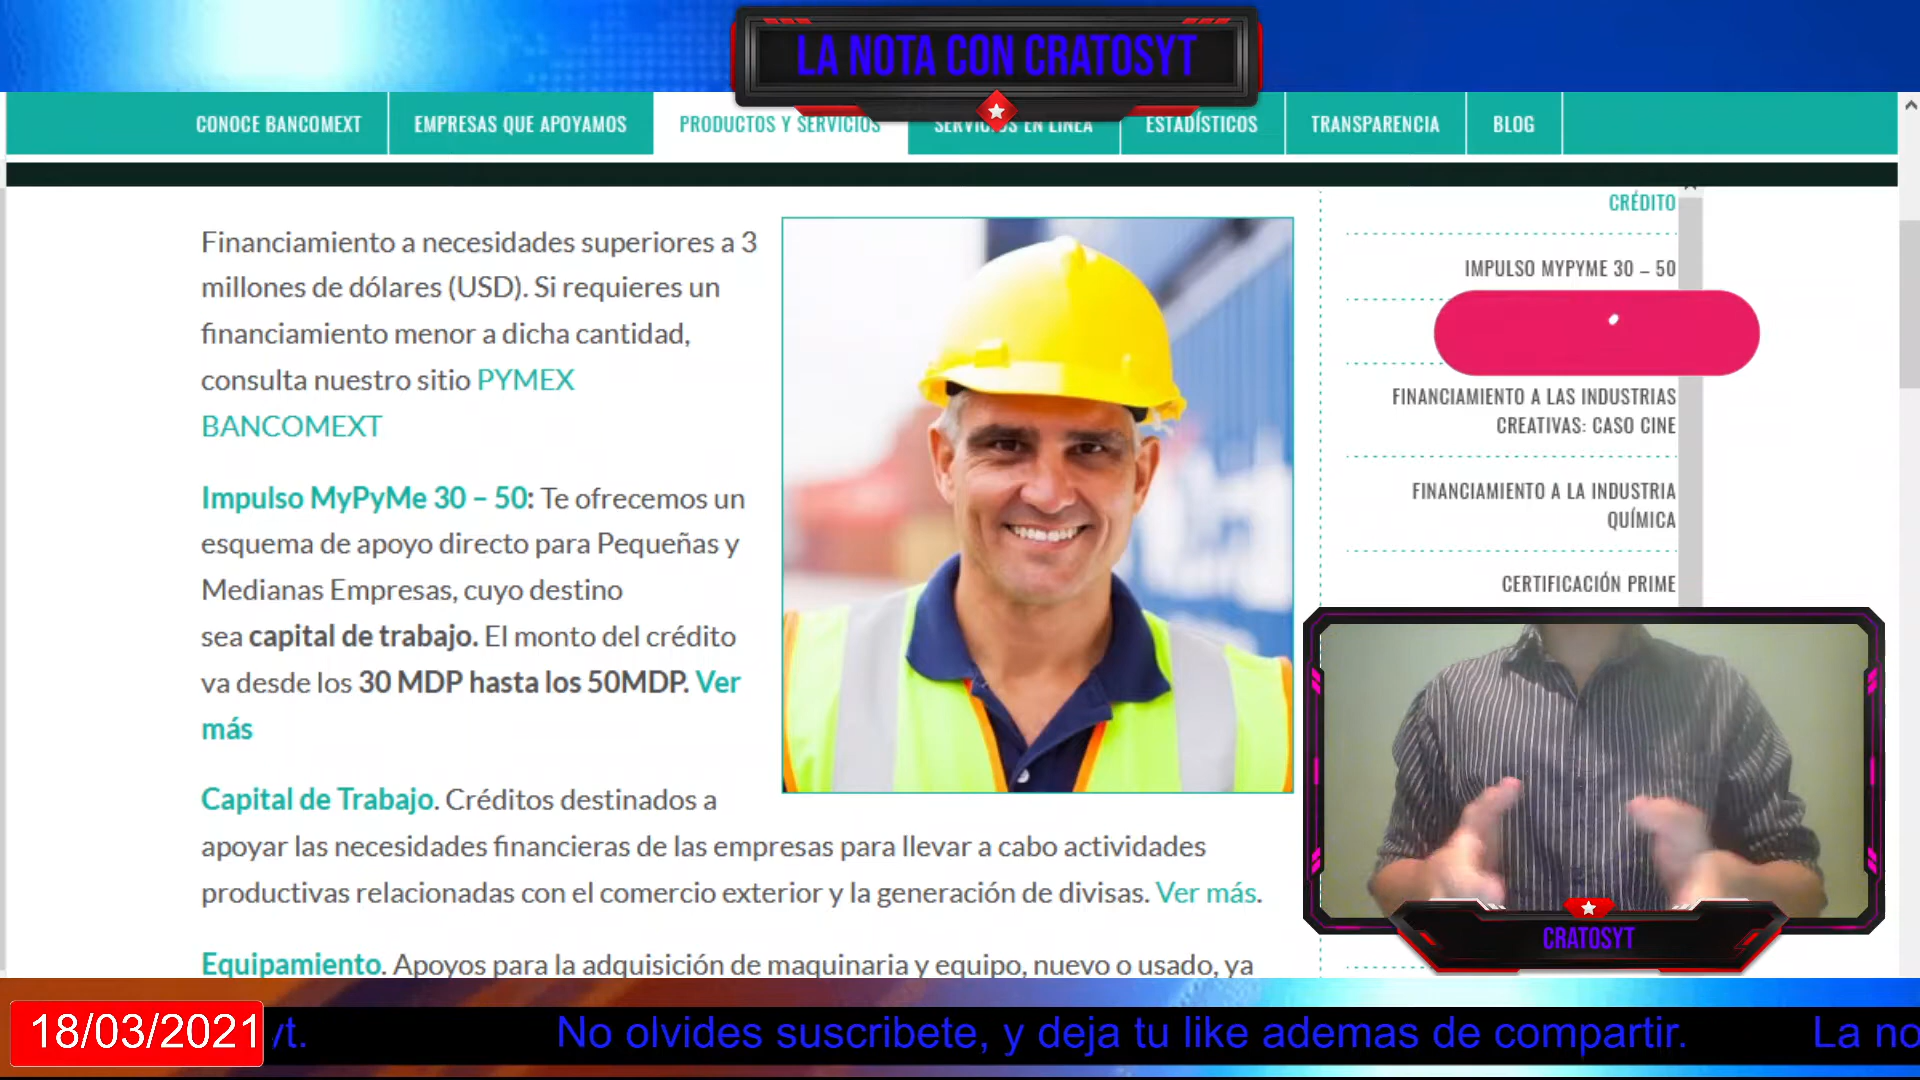 LA NOTA CON CRATOSYT
CONOCE BANCOMEXT
EMPRESAS QUE APOYAMOS
PRODUCTOS Y SERVICIOS
SERVICIOS EN LÍNEA
ESTADÍSTICOS
TRANSPARENCIA
BLOG
Financiamiento a necesidades superiores a 3
millones de dólares (USD). Si requieres un
financiamiento menor a dicha cantidad,
consulta nuestro sitio PYMEX
BANCOMEXT
Impulso MyPyMe 30 – 50: Te ofrecemos un
esquema de apoyo directo para Pequeñas y
Medianas Empresas, cuyo destino
sea capital de trabajo. El monto del crédito
va desde los 30 MDP hasta los 50MDP. Ver
más
Capital de Trabajo. Créditos destinados a
apoyar las necesidades financieras de las empresas para llevar a cabo actividades
productivas relacionadas con el comercio exterior y la generación de divisas. Ver más.
Equipamiento. Apoyos para la adquisición de maquinaria y equipo, nuevo o usado, ya
CRÉDITO
IMPULSO MYPYME 30 – 50
FINANCIAMIENTO A LAS INDUSTRIAS
CREATIVAS: CASO CINE
FINANCIAMIENTO A LA INDUSTRIA
QUÍMICA
CERTIFICACIÓN PRIME
CRATOSYT
18/03/2021
yt. No olvides suscribete, y deja tu like ademas de compartir. La no